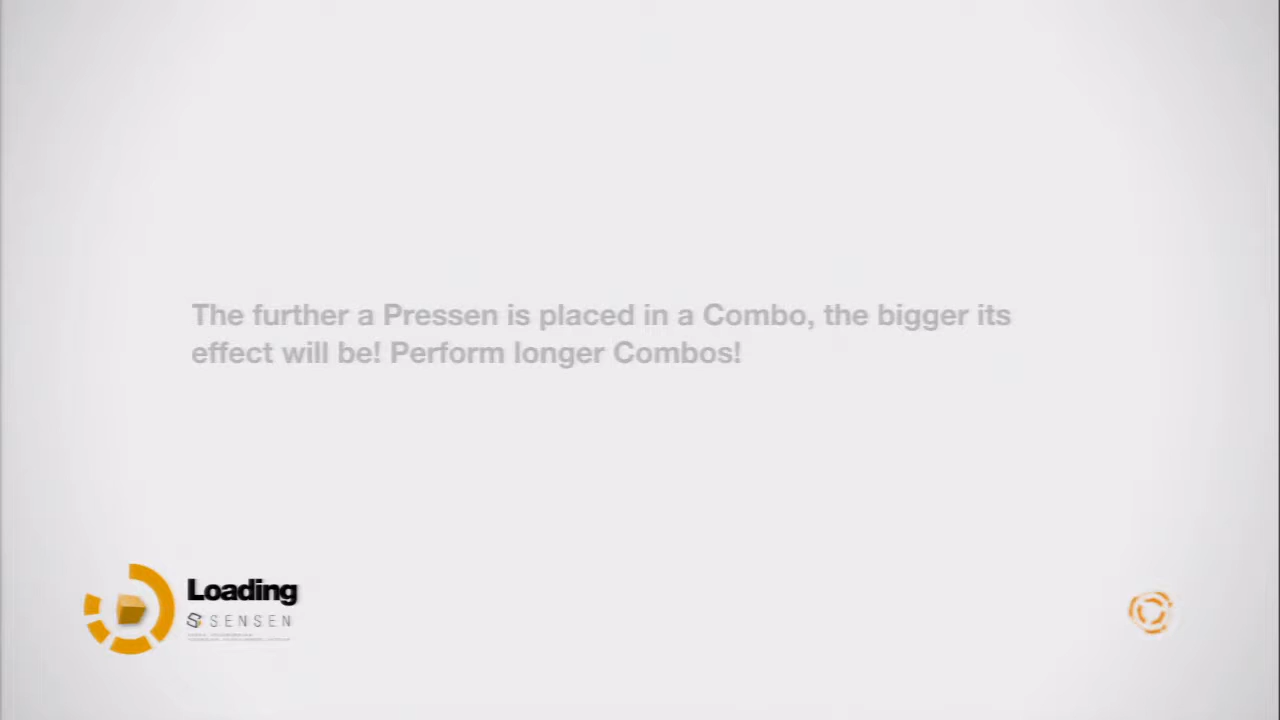 The further a Pressen is placed in a Combo, the bigger its
effect will be! Perform longer Combos!
Loading
SENSEN